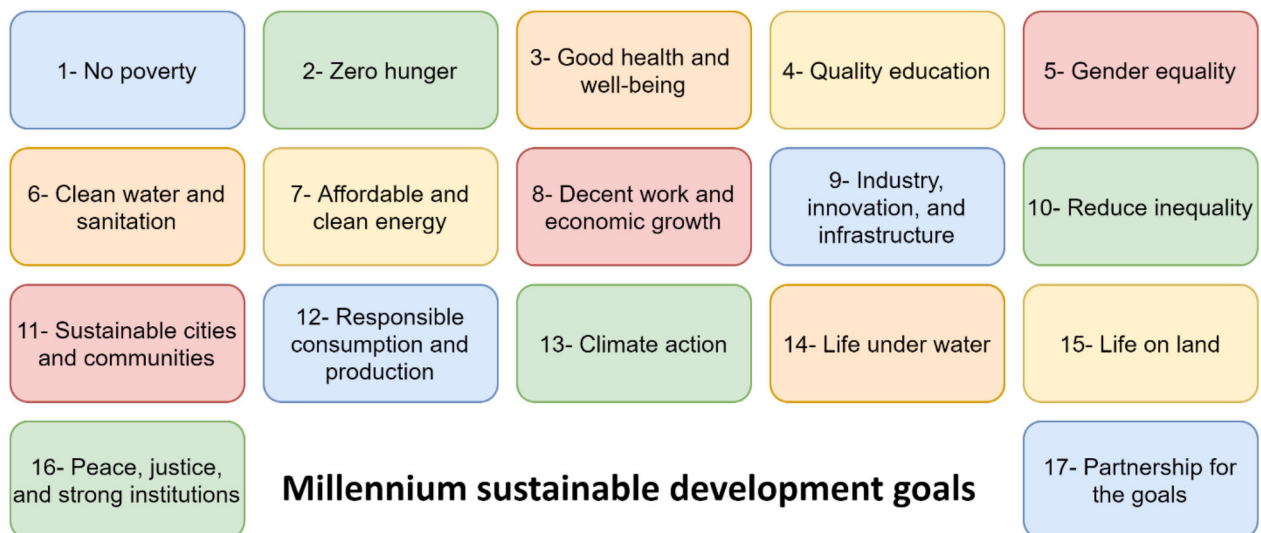 1- No poverty
2- Zero hunger
3- Good health and
well-being
4- Quality education
5- Gender equality
6- Clean water and
sanitation
7- Affordable and
clean energy
8- Decent work and
economic growth
9- Industry,
innovation, and
infrastructure
10- Reduce inequality
11- Sustainable cities
and communities
12- Responsible
consumption and
production
13- Climate action
14- Life under water
15- Life on land
16- Peace, justice,
and strong institutions
Millennium sustainable development goals
17- Partnership for
the goals